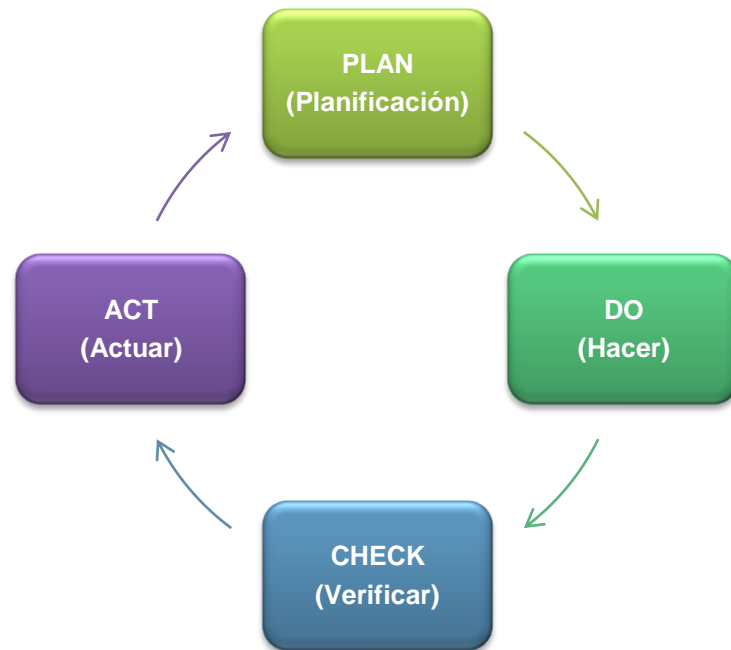 PLAN
(Planificación)
DO
(Hacer)
CHECK
(Verificar)
ACT
(Actuar)